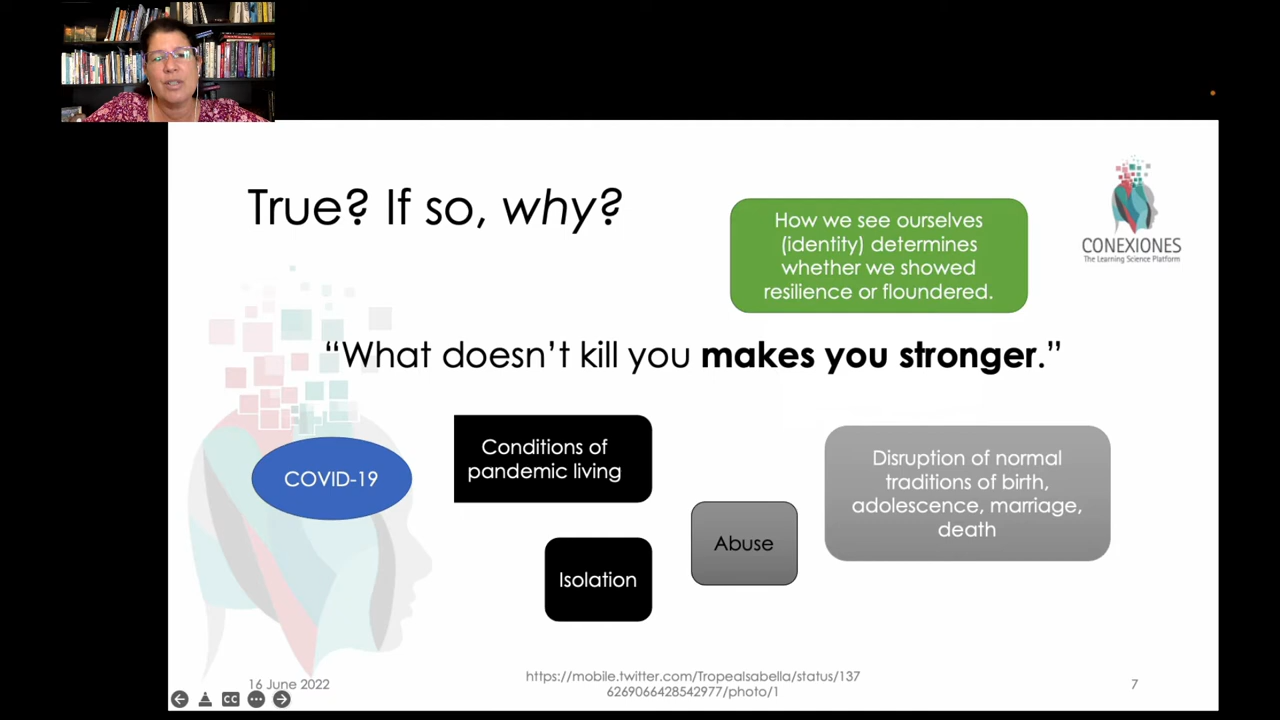 True? If so, why?
How we see ourselves
(identity) determines
whether we showed
resilience or floundered.
CONEXIONES
The Learning Science Platform
“What doesn’t kill you makes you stronger.”
COVID-19
Conditions of
pandemic living
Isolation
Abuse
Disruption of normal
traditions of birth,
adolescence, marriage,
death
16 June 2022
https://mobile.twitter.com/TropeaIsabella/status/137
6269066428542977/photo/1
7
CC